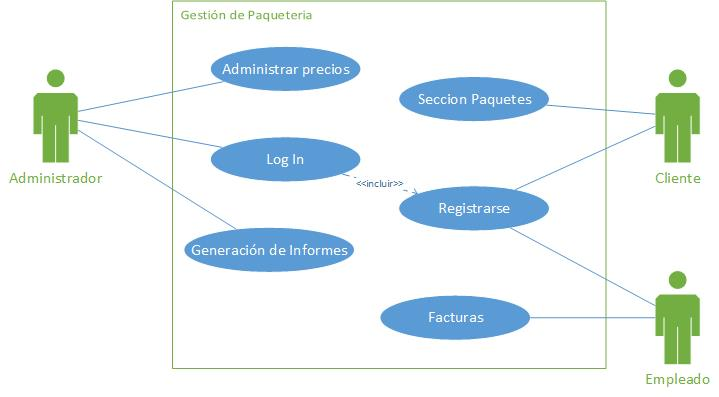 Gestión de Paqueteria
Administrar precios
Seccion Paquetes
Log In
Administrador
Cliente
<<incluir>>
Registrarse
Generación de Informes
Facturas
Empleado